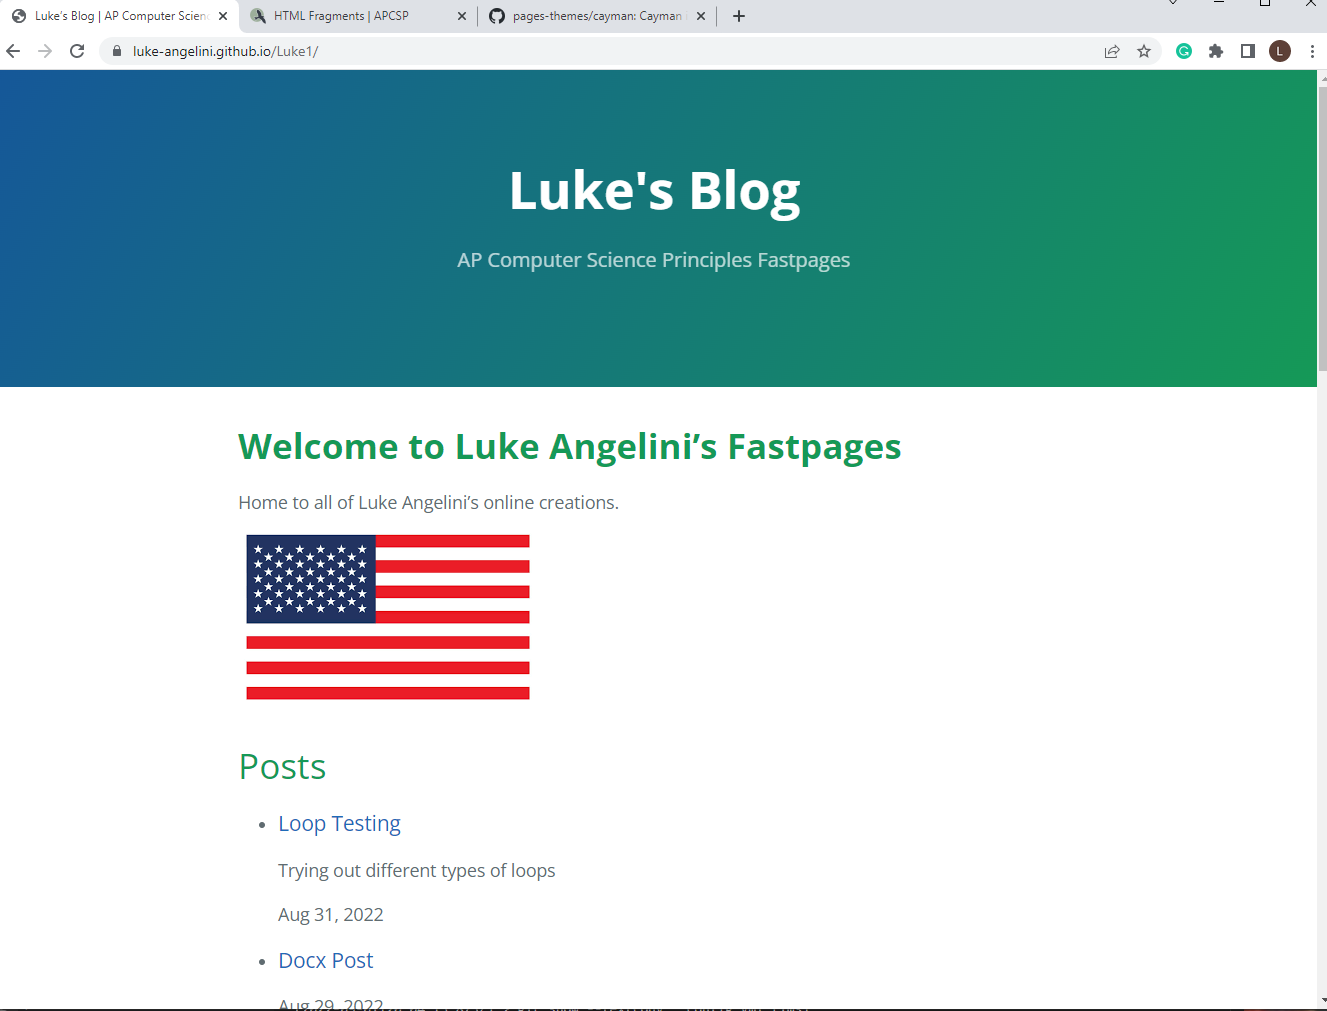 Luke's Blog | AP Computer Scienc
HTML Fragments | APCSP
pages-themes/cayman: Cayman
luke-angelini.github.io/Luke1/
L
Luke's Blog
AP Computer Science Principles Fastpages
Welcome to Luke Angelini’s Fastpages
Home to all of Luke Angelini’s online creations.
Posts
Loop Testing
Trying out different types of loops
Aug 31, 2022
Docx Post
Aug 29, 2022